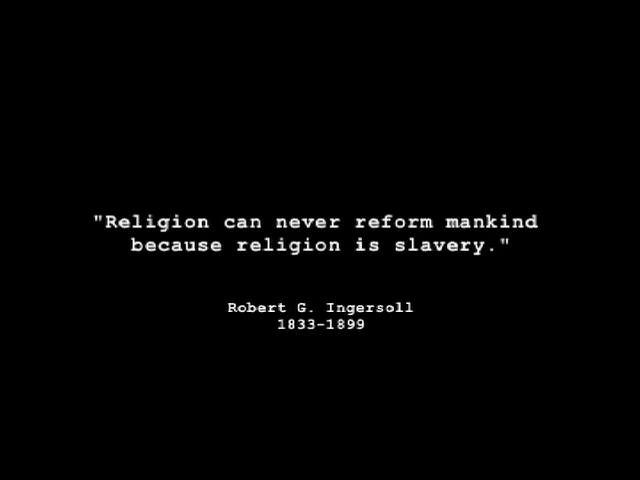 "Religion can never reform mankind
because religion is slavery."
Robert G. Ingersoll
1833-1899